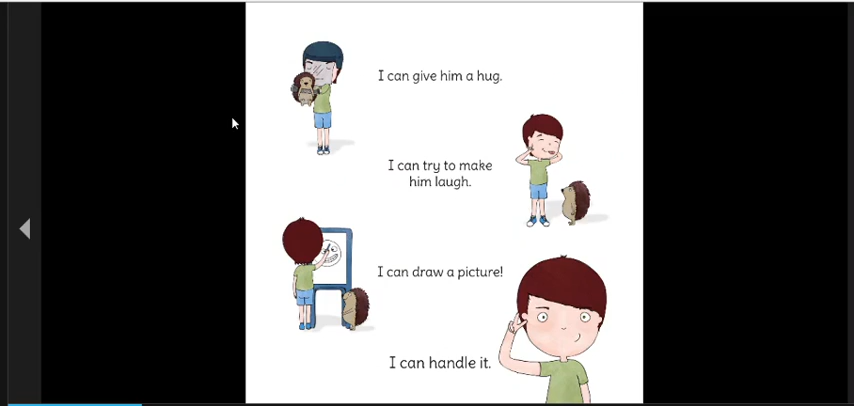 I can give him a hug.
I can try to make
him laugh.
I can draw a picture!
I can handle it.